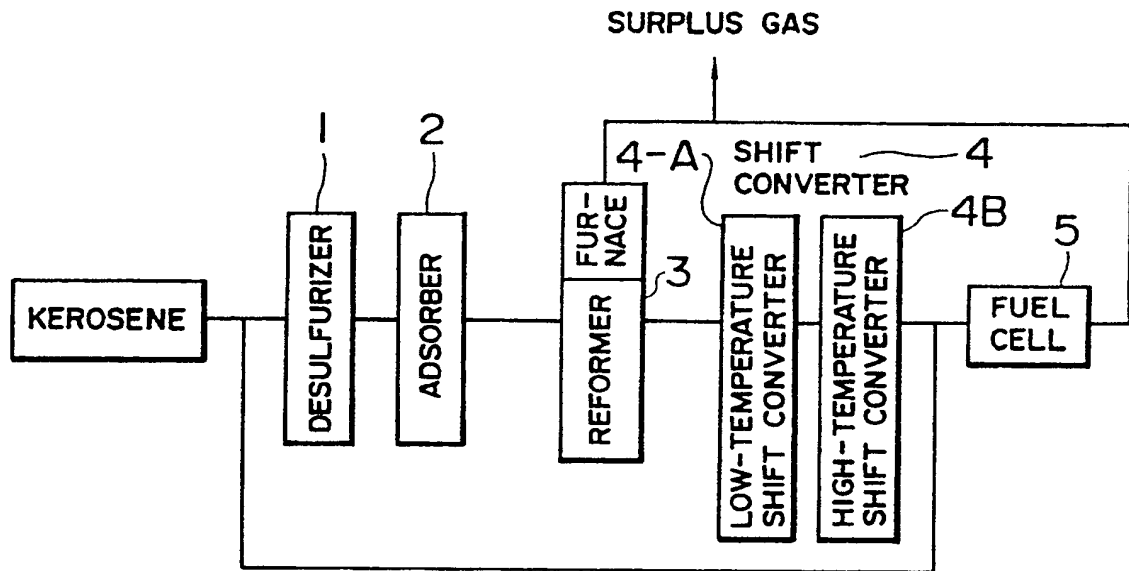 SURPLUS GAS
1
2
4-A
SHIFT
CONVERTER
4
4B
FUR-
NACE
3
5
KEROSENE
DESULFURIZER
ADSORBER
REFORMER
LOW-TEMPERATURE
SHIFT CONVERTER
HIGH-TEMPERATURE
SHIFT CONVERTER
FUEL
CELL